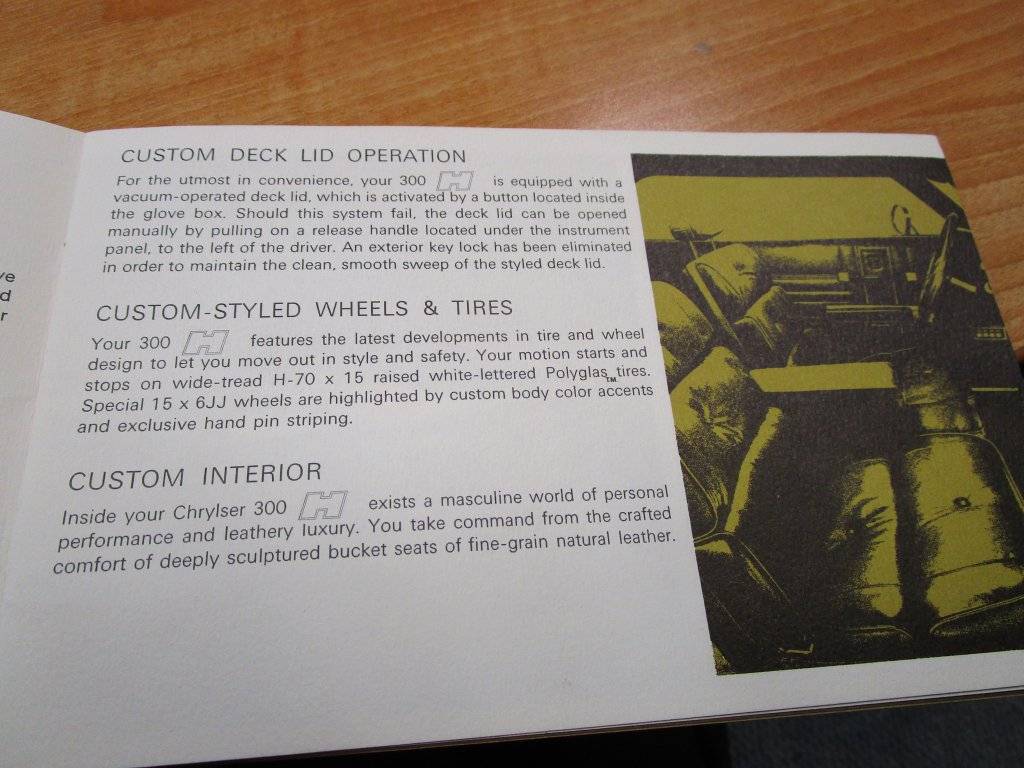 ve
d
r
CUSTOM DECK LID OPERATION
For the utmost in convenience, your 300 H is equipped with a
vacuum-operated deck lid, which is activated by a button located inside
the glove box. Should this system fail, the deck lid can be opened
manually by pulling on a release handle located under the instrument
panel, to the left of the driver. An exterior key lock has been eliminated
in order to maintain the clean, smooth sweep of the styled deck lid.
CUSTOM-STYLED WHEELS & TIRES
Your 300 H features the latest developments in tire and wheel
design to let you move out in style and safety. Your motion starts and
stops on wide-tread H-70 x 15 raised white-lettered Polyglas™ tires.
Special 15 x 6JJ wheels are highlighted by custom body color accents
and exclusive hand pin striping.
CUSTOM INTERIOR
Inside your Chrylser 300 H exists a masculine world of personal
performance and leathery luxury. You take command from the crafted
comfort of deeply sculptured bucket seats of fine-grain natural leather.